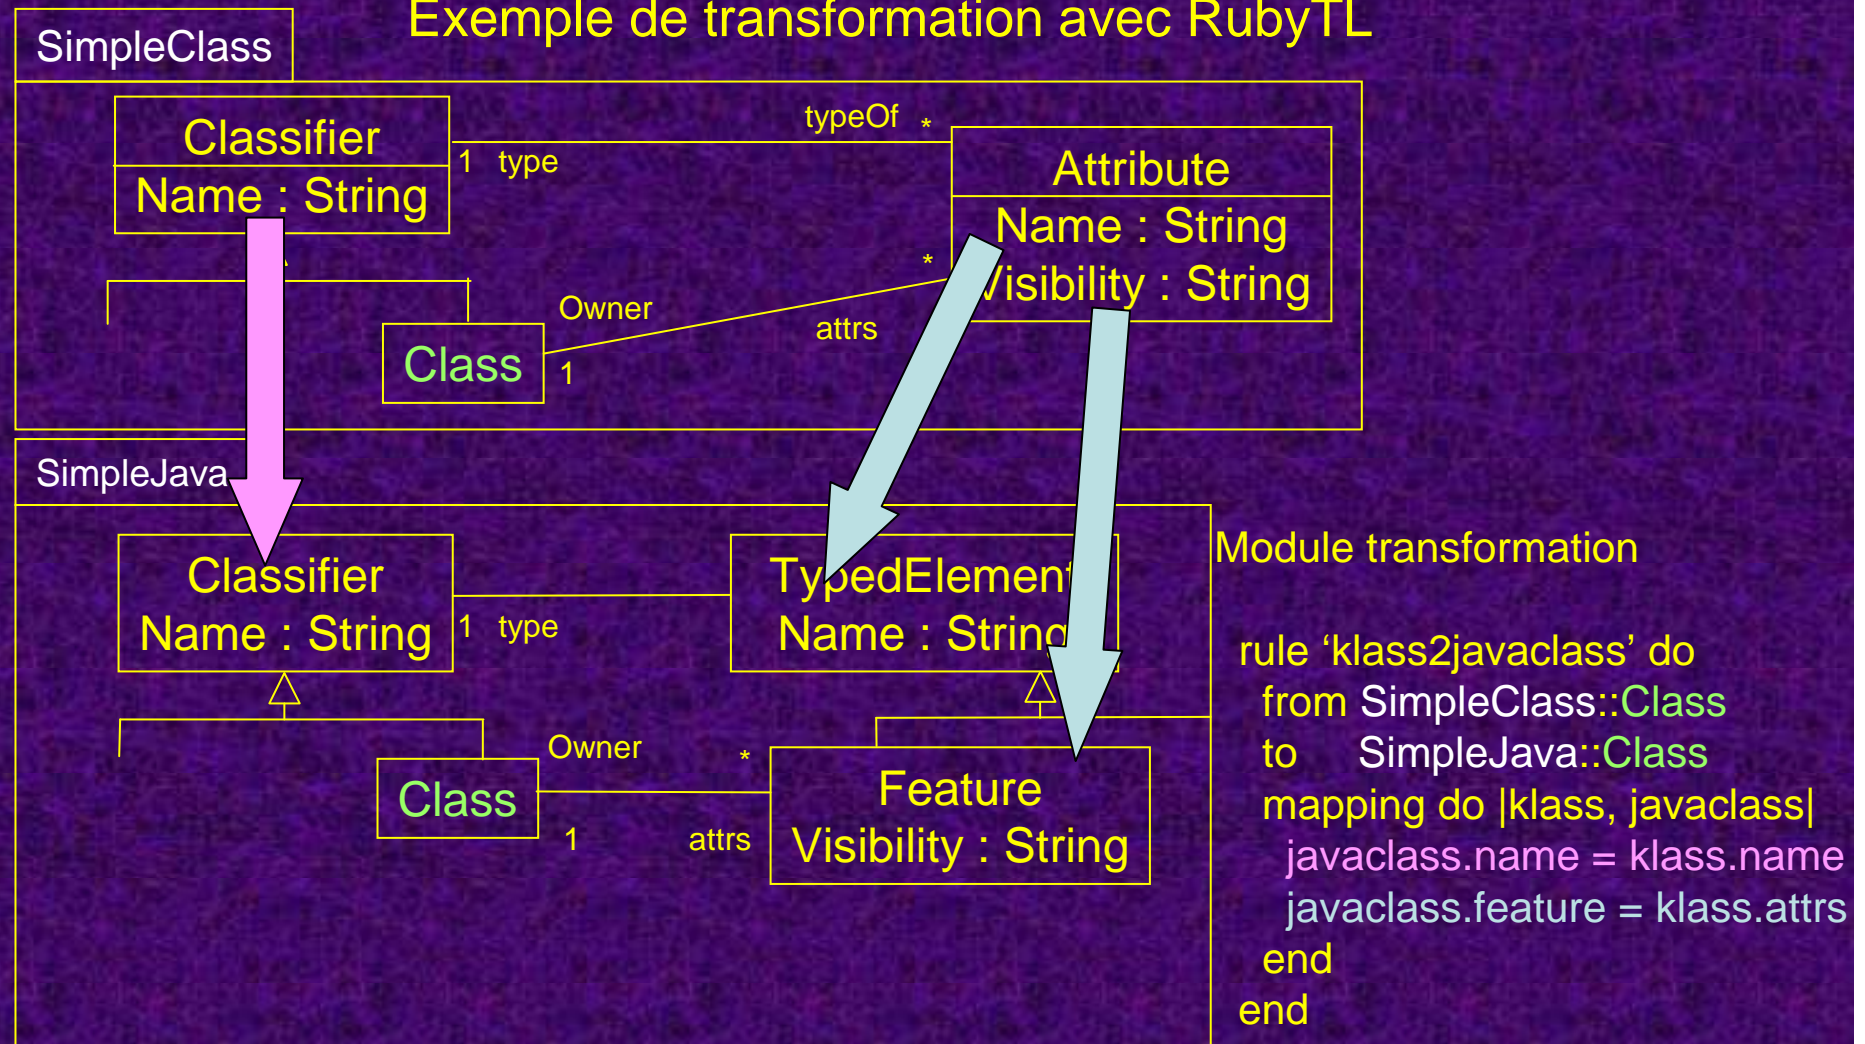 Exemple de transformation avec RubyTL
SimpleClass
Classifier
Name : String
1 type
typeOf *
Attribute
Name : String
Visibility : String
*
Owner
attrs
Class
1
SimpleJava
Classifier
Name : String
1 type
TypedElement
Name : String
Owner
*
Class
1
attrs
Feature
Visibility : String
Module transformation
rule ‘klass2javaclass’ do
from SimpleClass::Class
to SimpleJava::Class
mapping do |klass, javaclass|
javaclass.name = klass.name
javaclass.feature = klass.attrs
end
end